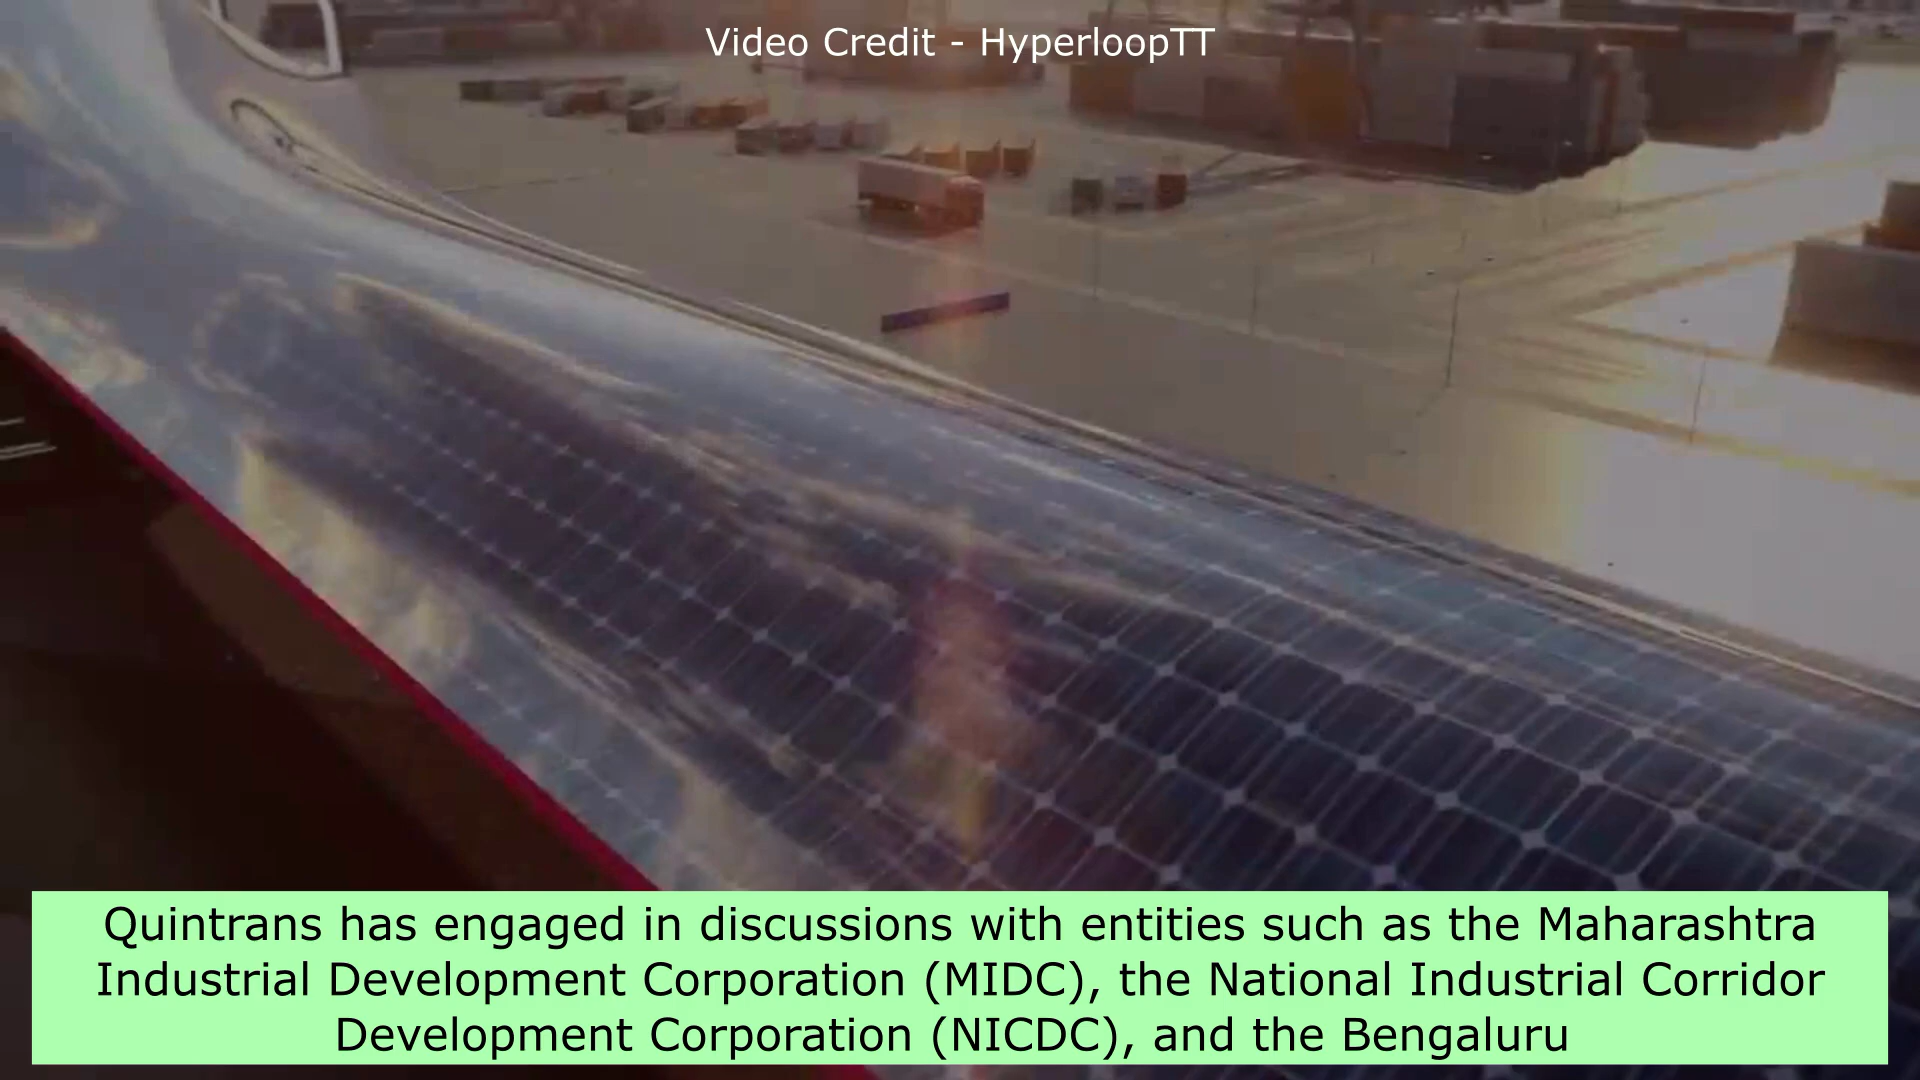 Video Credit - HyperloopTT
Quintrans has engaged in discussions with entities such as the Maharashtra
Industrial Development Corporation (MIDC), the National Industrial Corridor
Development Corporation (NICDC), and the Bengaluru